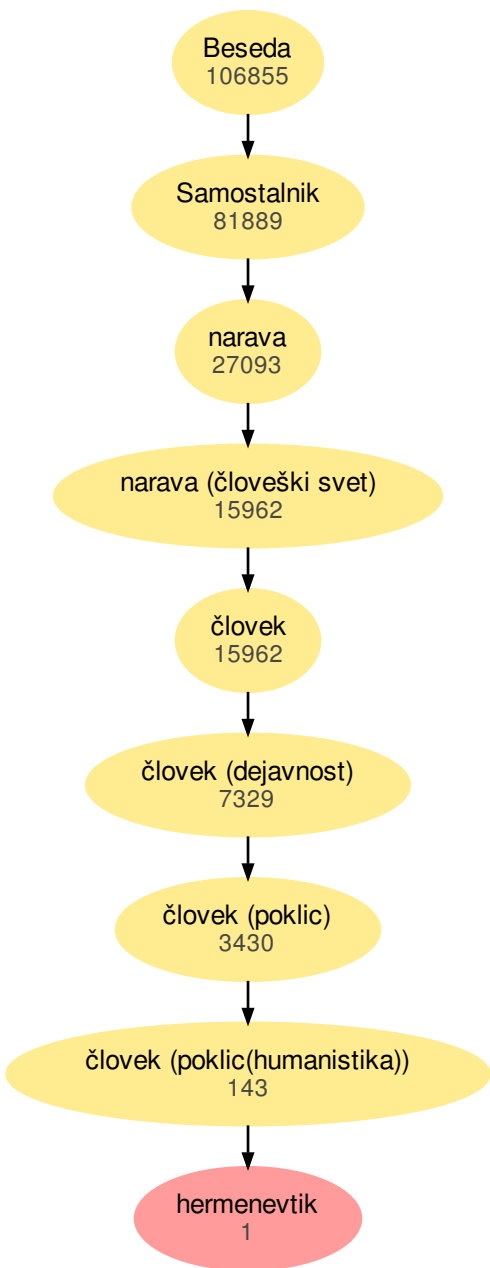 Beseda
106855
Samostalnik
81889
narava
27093
narava (človeški svet)
15962
človek
15962
človek (dejavnost)
7329
človek (poklic)
3430
človek (poklic(humanistika))
143
hermenevtik
1